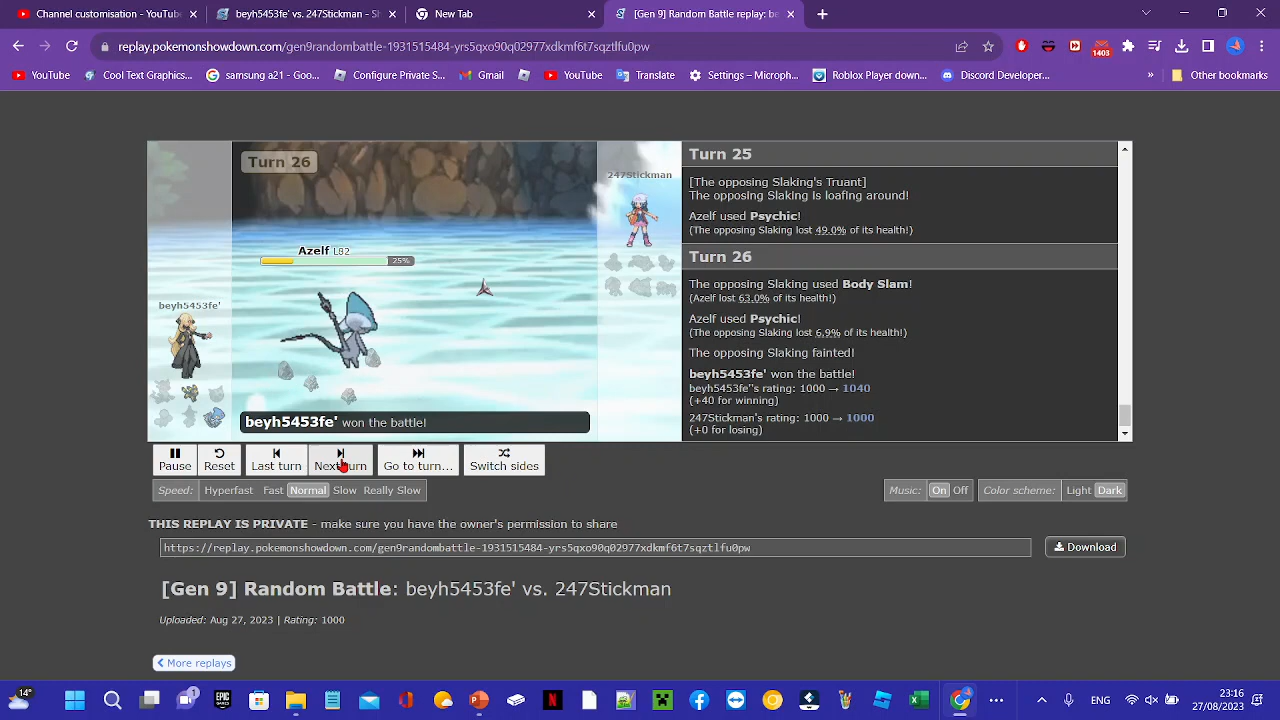 Channel customisation - YouTube
beyh5453fe' vs. 247Stickman - Sh
New Tab
[Gen 9] Random Battle replay: be
replay.pokemonshowdown.com/gen9randombattle-1931515484-yrs5qxo90q02977xdkmf6t7sqztlfu0pw
1403
YouTube
Cool Text Graphics...
samsung a21 - Goo...
Configure Private S...
Gmail
YouTube
Translate
Settings – Microph...
Roblox Player down...
Discord Developer...
»
Other bookmarks
Turn 26
247Stickman
Azelf L82
25%
beyh5453fe'
beyh5453fe' won the battle!
Turn 25
[The opposing Slaking's Truant]
The opposing Slaking is loafing around!
Azelf used Psychic!
(The opposing Slaking lost 49.0% of its health!)
Turn 26
The opposing Slaking used Body Slam!
(Azelf lost 63.0% of its health!)
Azelf used Psychic!
(The opposing Slaking lost 6.9% of its health!)
The opposing Slaking fainted!
beyh5453fe' won the battle!
beyh5453fe''s rating: 1000 → 1040
(+40 for winning)
247Stickman's rating: 1000 → 1000
(+0 for losing)
Pause
Reset
Last turn
Next turn
Go to turn...
Switch sides
Speed: Hyperfast Fast Normal Slow Really Slow
Music: On Off
Color scheme: Light Dark
THIS REPLAY IS PRIVATE - make sure you have the owner's permission to share
https://replay.pokemonshowdown.com/gen9randombattle-1931515484-yrs5qxo90q02977xdkmf6t7sqztlfu0pw
Download
[Gen 9] Random Battle: beyh5453fe' vs. 247Stickman
Uploaded: Aug 27, 2023 | Rating: 1000
More replays
14°
1
EPIC GAMES
N
ENG
23:16
27/08/2023